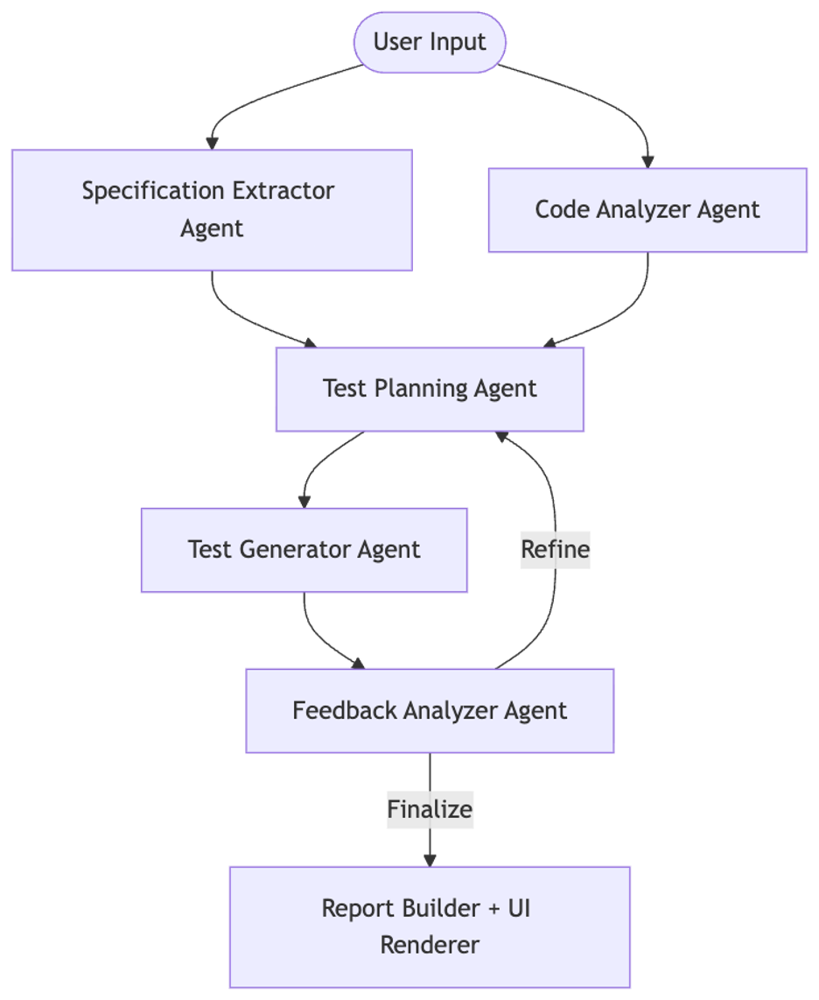 User Input
Specification Extractor
Agent
Code Analyzer Agent
Test Planning Agent
Test Generator Agent
Refine
Feedback Analyzer Agent
Finalize
Report Builder + UI
Renderer